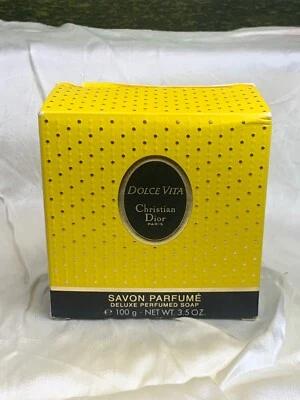 DOLCE VITA
Christian
Dior
PARIS
SAVON PARFUMÉ
DELUXE PERFUMED SOAP
℮ 100 g - NET WT. 3.5 OZ.